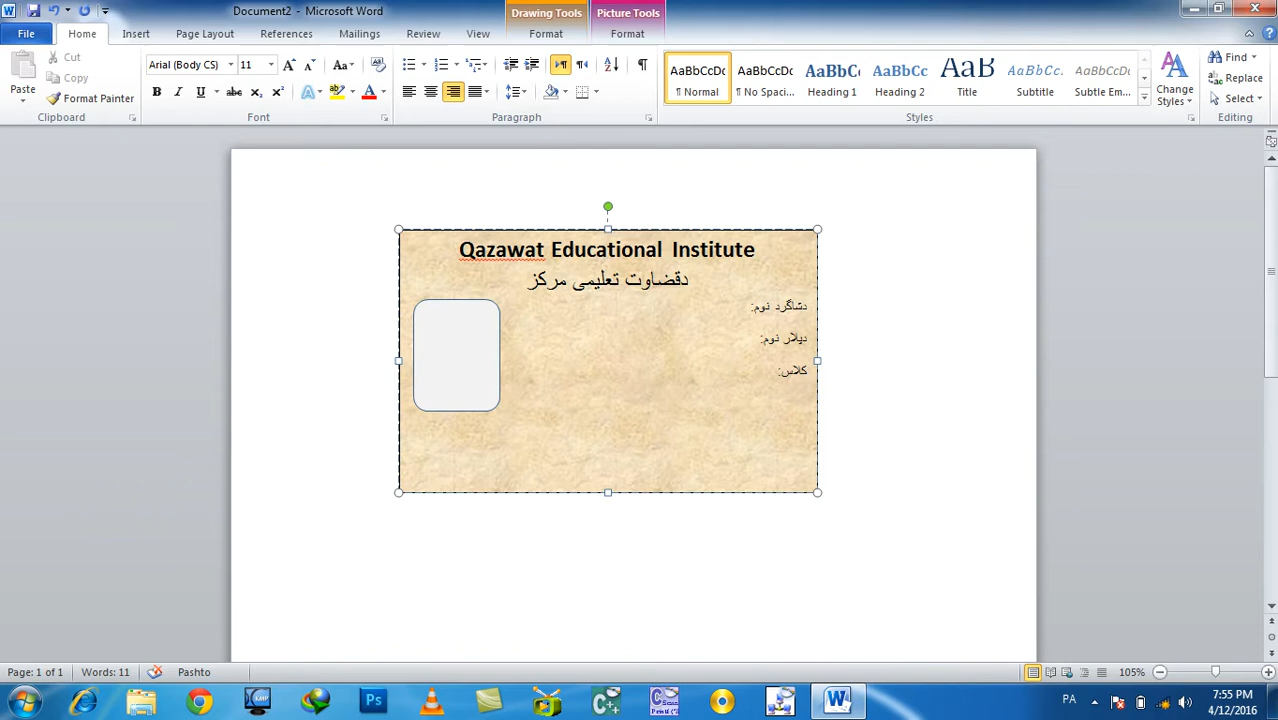 Document2 - Microsoft Word
Drawing Tools
Picture Tools
File
Home
Insert
Page Layout
References
Mailings
Review
View
Format
Format
Paste
Cut
Copy
Format Painter
Clipboard
Arial (Body CS)
11
Font
Paragraph
AaBbCcDc
¶ Normal
AaBbCcDc
¶ No Spaci...
AaBbCc
Heading 1
AaBbCc
Heading 2
AaB
Title
AaBbCc.
Subtitle
AaBbCcDc
Subtle Em...
Change
Styles
Styles
Find
Replace
Select
Editing
Qazawat Educational Institute
دقضاوت تعلیمی مرکز
دشاگرد نوم:
دپلار نوم:
کلاس:
Page: 1 of 1
Words: 11
Pashto
105%
PA
7:55 PM
4/12/2016